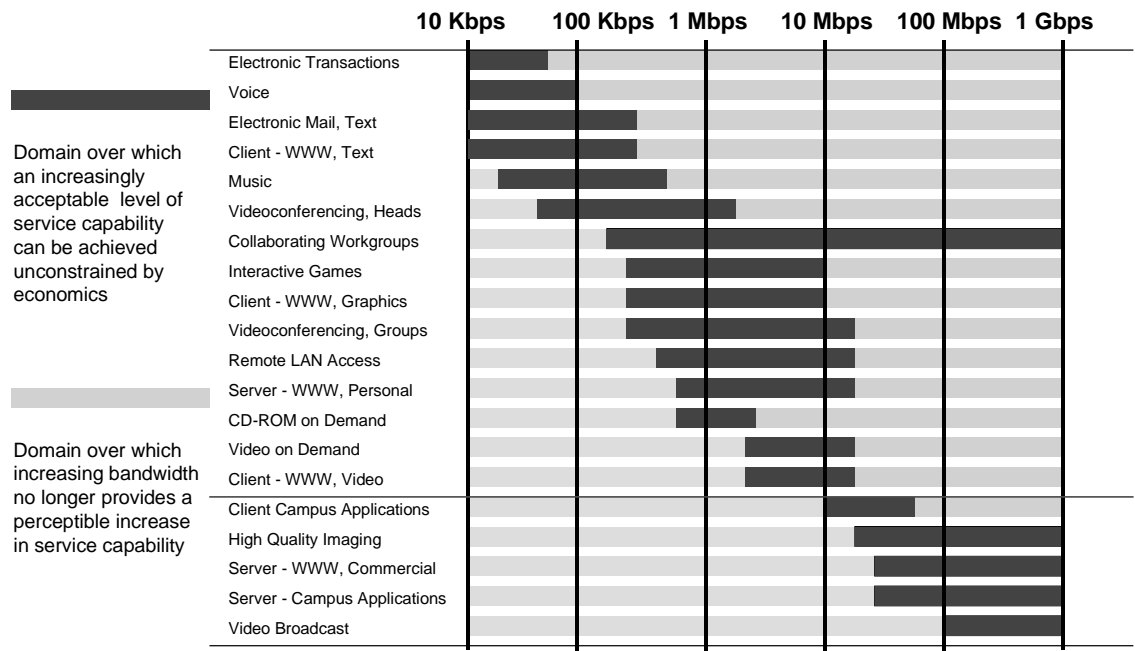 10 Kbps 100 Kbps 1 Mbps 10 Mbps 100 Mbps 1 Gbps
Domain over which
an increasingly
acceptable level of
service capability
can be achieved
unconstrained by
economics
Domain over which
increasing bandwidth
no longer provides a
perceptible increase
in service capability
Electronic Transactions
Voice
Electronic Mail, Text
Client - WWW, Text
Music
Videoconferencing, Heads
Collaborating Workgroups
Interactive Games
Client - WWW, Graphics
Videoconferencing, Groups
Remote LAN Access
Server - WWW, Personal
CD-ROM on Demand
Video on Demand
Client - WWW, Video
Client Campus Applications
High Quality Imaging
Server - WWW, Commercial
Server - Campus Applications
Video Broadcast